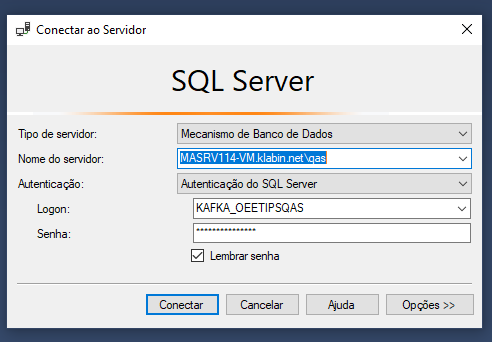 Conectar ao Servidor
SQL Server
Tipo de servidor: Mecanismo de Banco de Dados
Nome do servidor: MASRV114-VM.klabin.net\qas
Autenticação: Autenticação do SQL Server
Logon: KAFKA_OEETIPSQAS
Senha: ***************
Lembrar senha
Conectar Cancelar Ajuda Opções >>